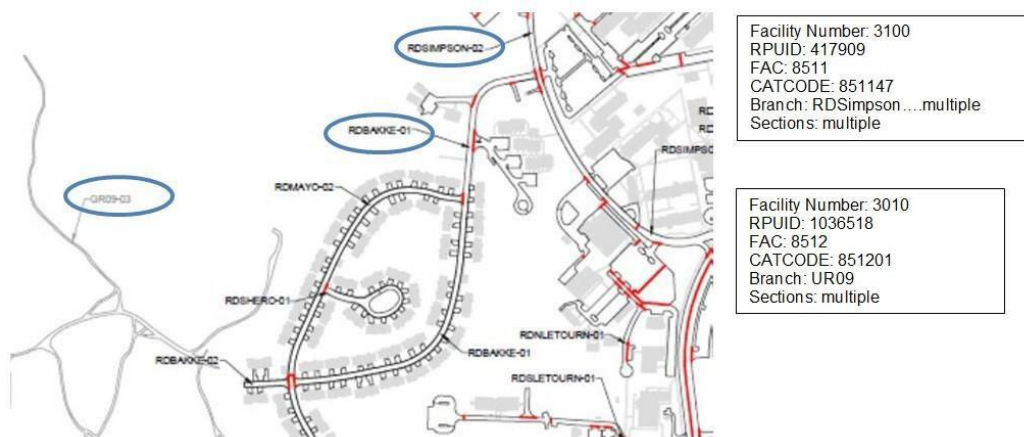 RDSIMPSON-02
RDBAKKE-01
GR09-03
RDMAYO-02
RDSHERO-01
RDBAKKE-02
RDBAKKE-01
RDNLETOURN-01
RDSLETOURN-01
RD
RD
RDSIMPSO
Facility Number: 3100
RPUID: 417909
FAC: 8511
CATCODE: 851147
Branch: RDSimpson....multiple
Sections: multiple
Facility Number: 3010
RPUID: 1036518
FAC: 8512
CATCODE: 851201
Branch: UR09
Sections: multiple